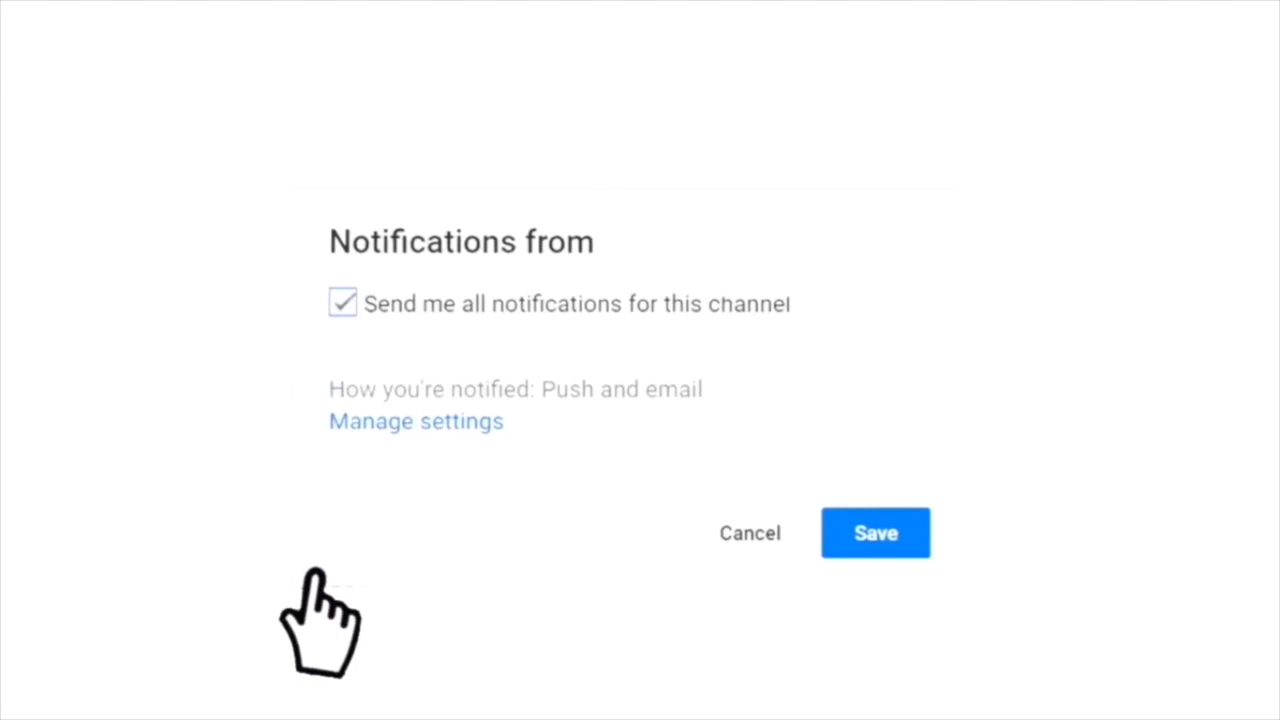 Notifications from
Send me all notifications for this channel
How you're notified: Push and email
Manage settings
Cancel
Save